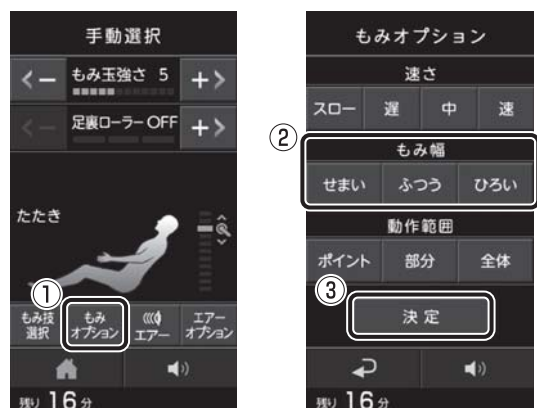 手動選択
もみ玉強さ 5
足裏ローラー OFF
たたき
①
もみ技
選択
もみ
オプション
エアー
エアー
オプション
残り 16 分
もみオプション
速さ
スロー 遅 中 速
②
もみ幅
せまい ふつう ひろい
動作範囲
ポイント 部分 全体
③
決定
残り 16 分